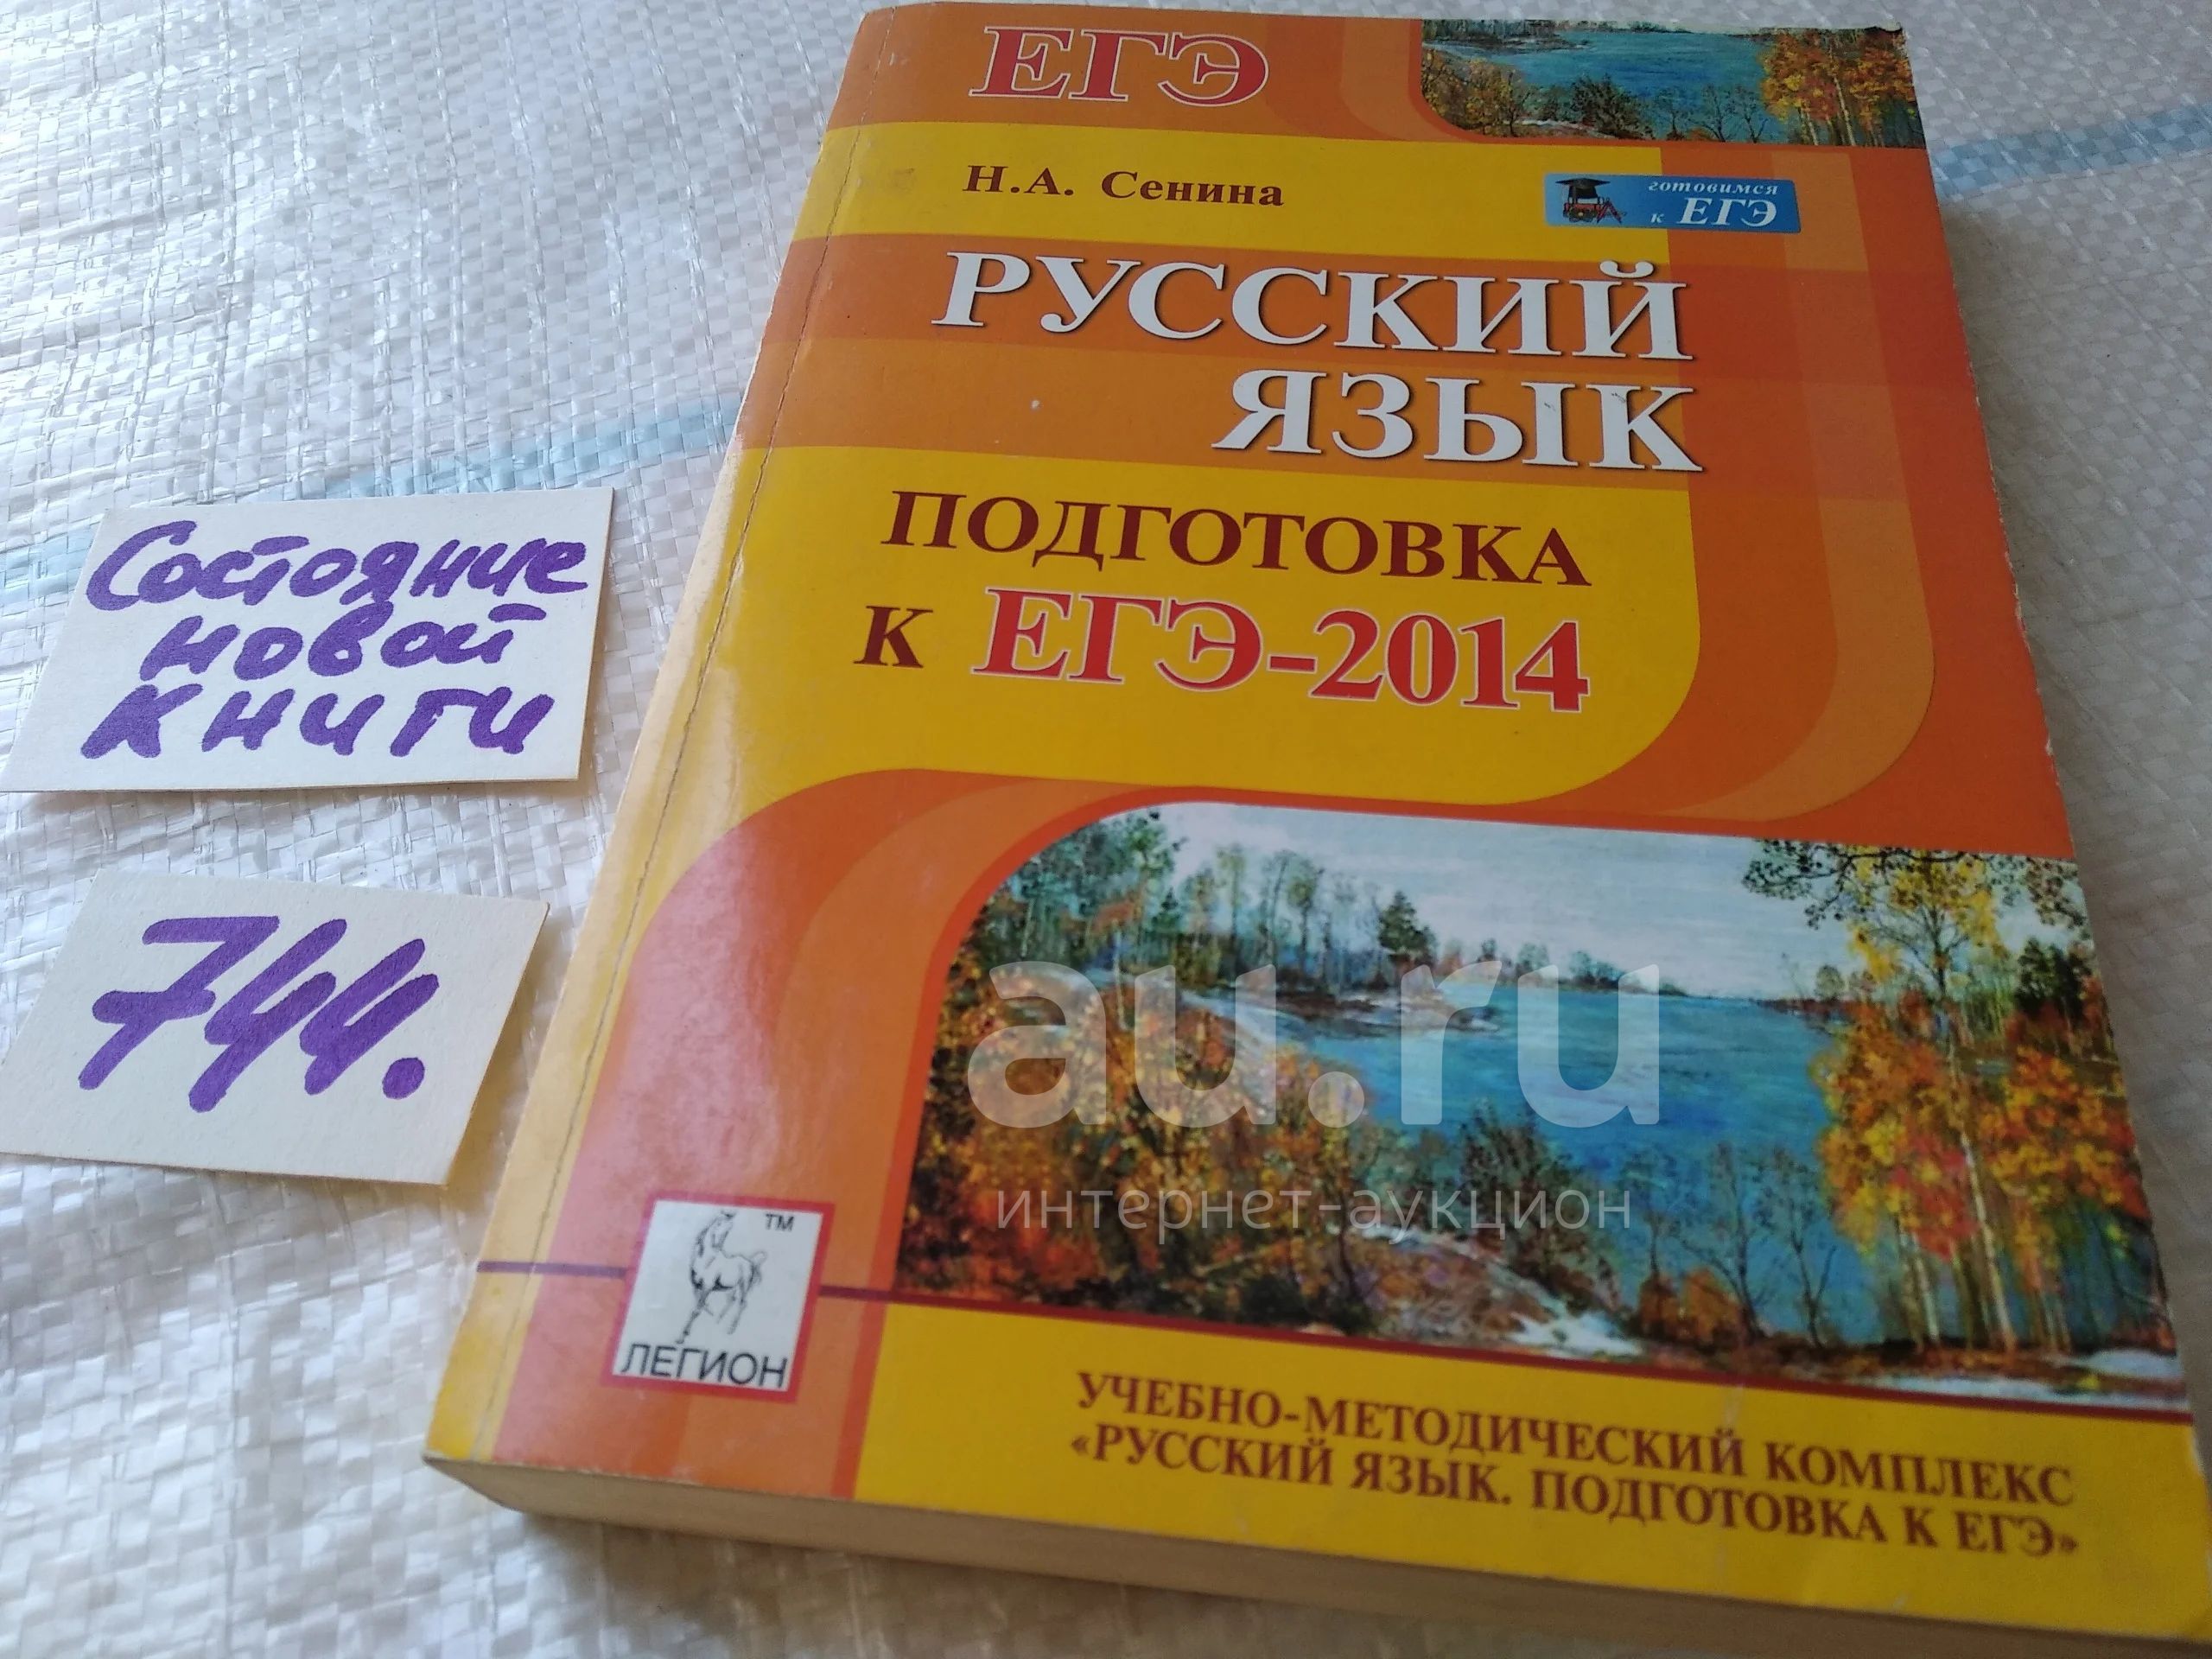 ЕГЭ
Н.А. Сенина
готовимся
к ЕГЭ
РУССКИЙ
ЯЗЫК
ПОДГОТОВКА
К ЕГЭ-2014
Состояние
новой
книги
744.
au.ru
интернет-аукцион
TM
ЛЕГИОН
УЧЕБНО-МЕТОДИЧЕСКИЙ КОМПЛЕКС
«РУССКИЙ ЯЗЫК. ПОДГОТОВКА К ЕГЭ»